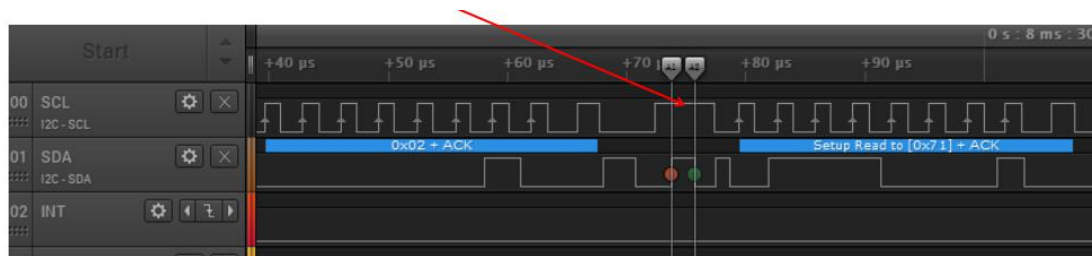 Start
0 s : 8 ms : 30
+40 µs +50 µs +60 µs +70 +80 µs +90 µs
A1 A2
00 SCL
I2C - SCL
0x02 + ACK
Setup Read to [0x71] + ACK
01 SDA
I2C - SDA
02 INT